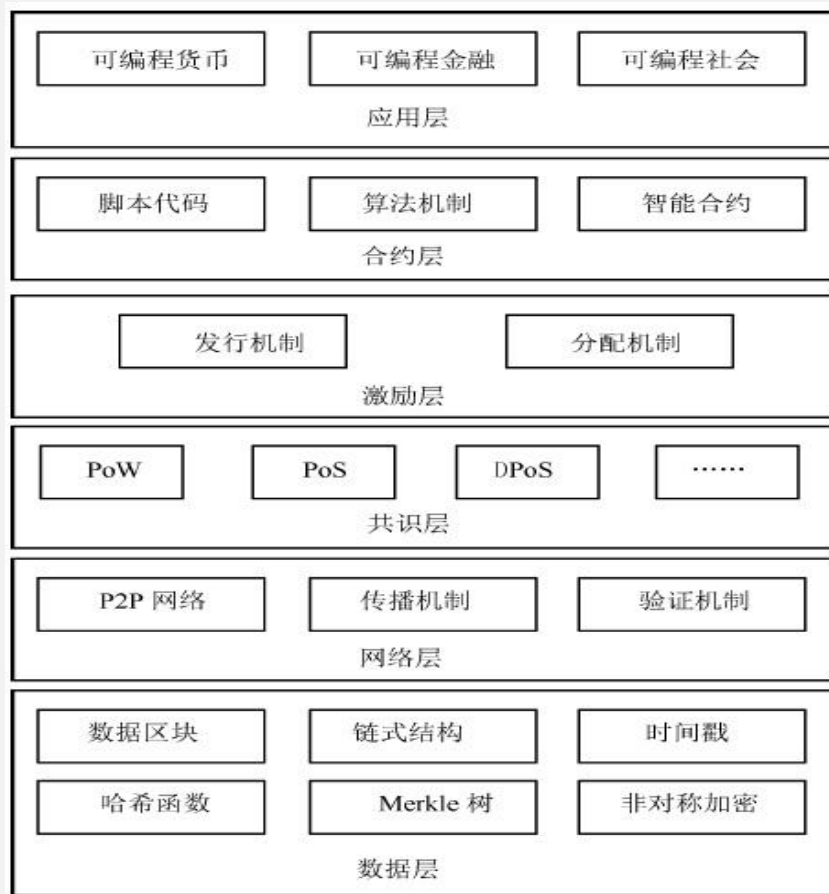 可编程货币 可编程金融 可编程社会
应用层
脚本代码 算法机制 智能合约
合约层
发行机制 分配机制
激励层
PoW PoS DPoS ……
共识层
P2P 网络 传播机制 验证机制
网络层
数据区块 链式结构 时间戳
哈希函数 Merkle 树 非对称加密
数据层